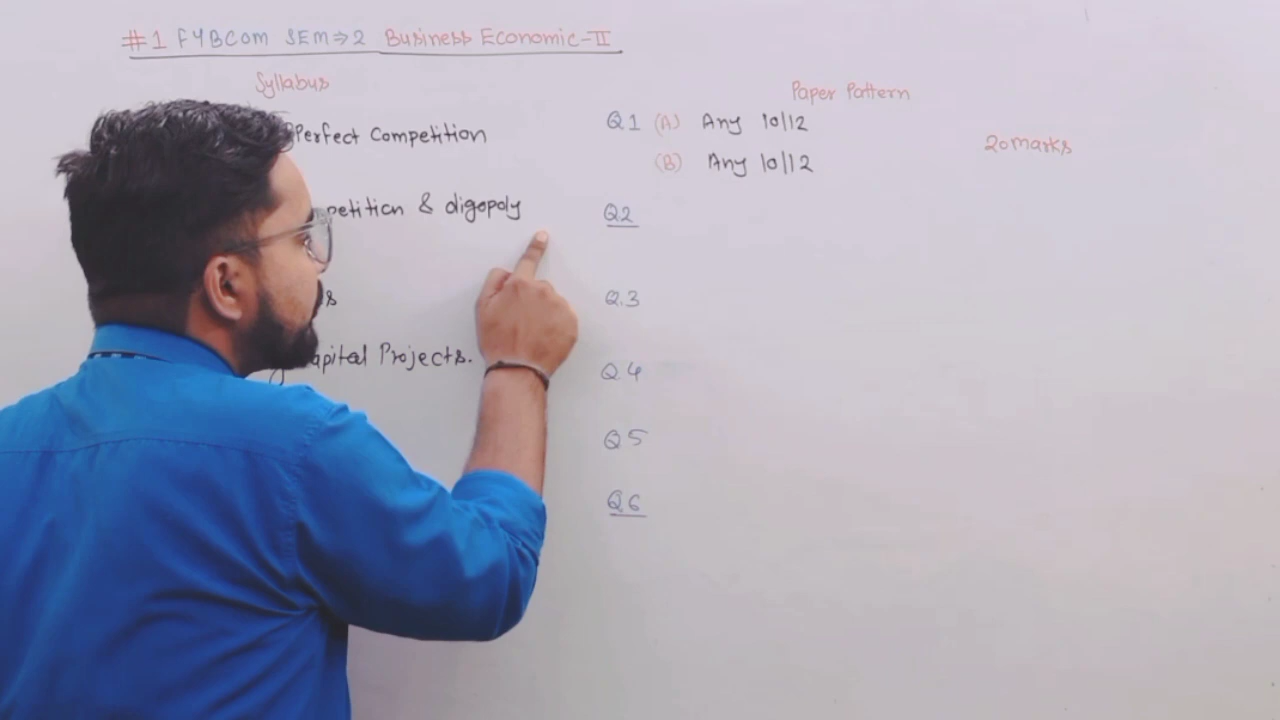 #1 FYBCom SEM⇒2 Business Economic-II
Syllabus
Perfect Competition
petition & oligopoly
s
apital Projects.
Paper Pattern
Q1 (A) Any 10/12
20marks
(B) Any 10/12
Q2
Q.3
Q4
Q5
Q6